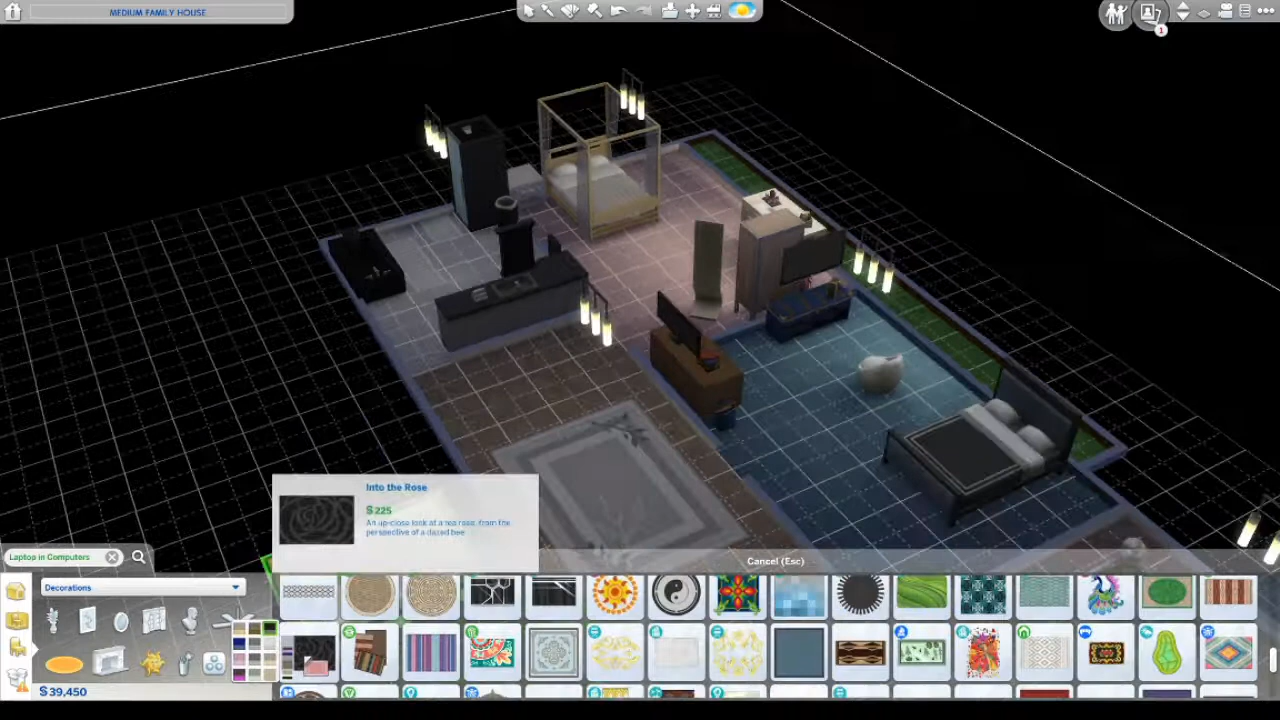 MEDIUM FAMILY HOUSE
1
Into the Rose
$225
An up-close look at a tea rose, from the
perspective of a dazed bee
Cancel (Esc)
Laptop in Computers
Decorations
$39,450